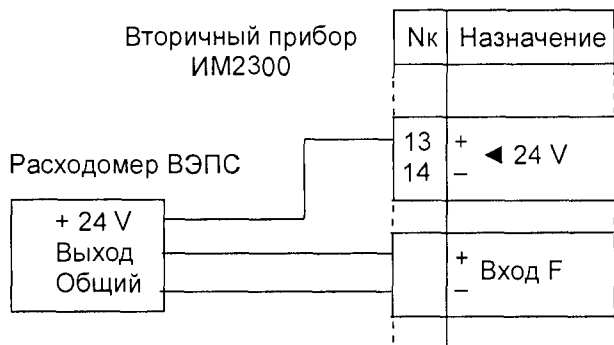 Вторичный прибор
ИМ2300
Nк Назначение
13 + ◄ 24 V
14 –
Расходомер ВЭПС
+ 24 V
Выход
Общий
+ Вход F
–